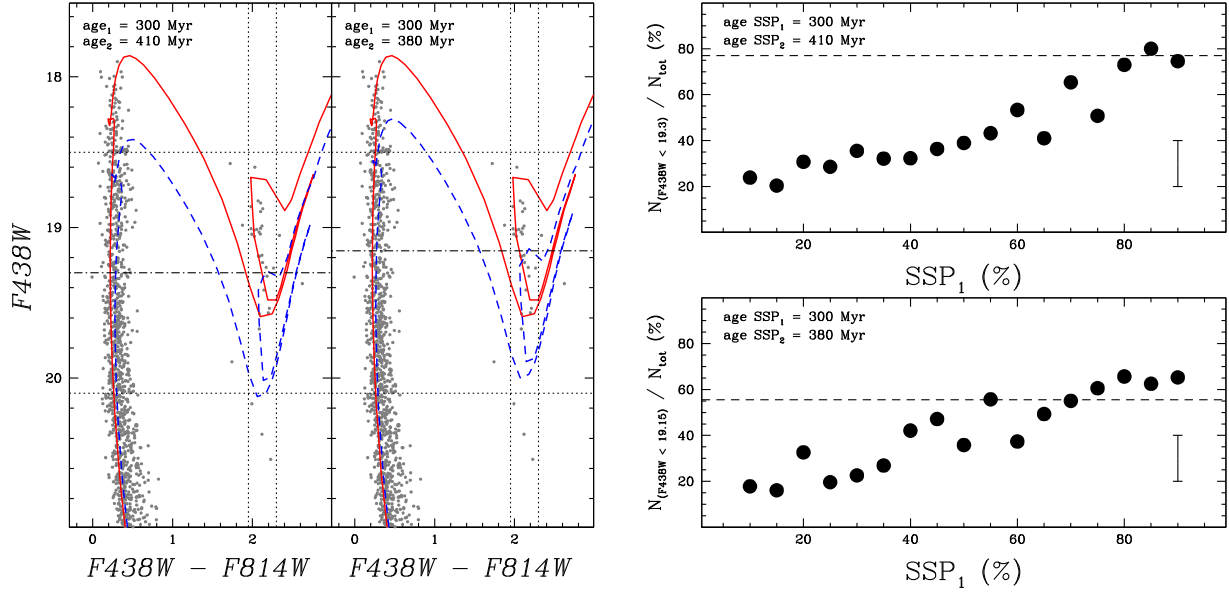 age₁ = 300 Myr
age₂ = 410 Myr
age₁ = 300 Myr
age₂ = 380 Myr
18
19
20
F438W
0 1 2
0 1 2
F438W − F814W
F438W − F814W
age SSP₁ = 300 Myr
age SSP₂ = 410 Myr
80
60
40
20
N(F438W < 19.3) / Ntot (%)
20 40 60 80
SSP₁ (%)
age SSP₁ = 300 Myr
age SSP₂ = 380 Myr
80
60
40
20
N(F438W < 19.15) / Ntot (%)
20 40 60 80
SSP₁ (%)